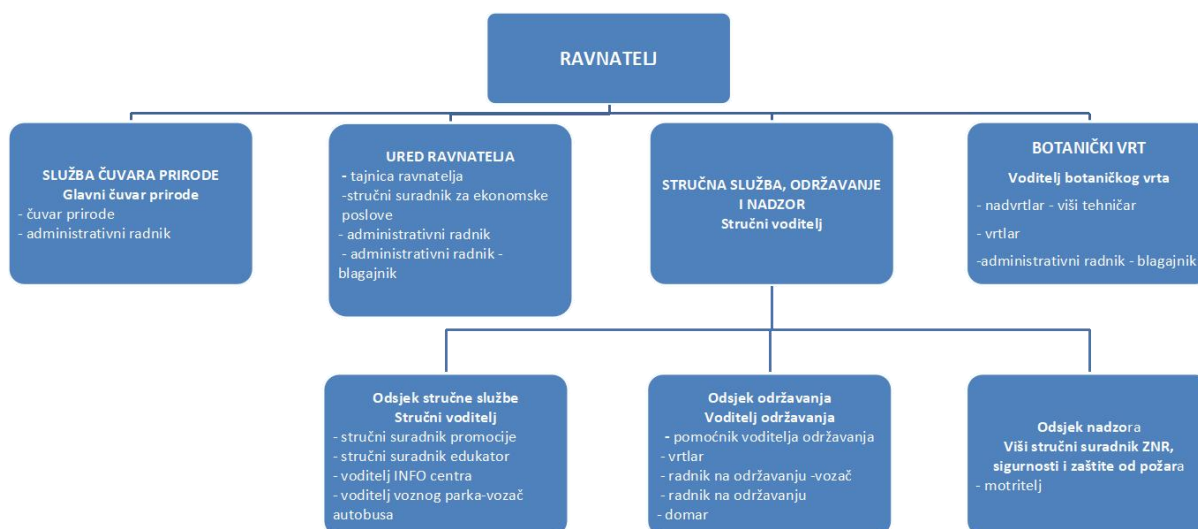 RAVNATELJ
SLUŽBA ČUVARA PRIRODE
Glavni čuvar prirode
- čuvar prirode
- administrativni radnik
URED RAVNATELJA
- tajnica ravnatelja
-stručni suradnik za ekonomske
poslove
- administrativni radnik
- administrativni radnik -
blagajnik
STRUČNA SLUŽBA, ODRŽAVANJE
I NADZOR
Stručni voditelj
BOTANIČKI VRT
Voditelj botaničkog vrta
- nadvrtlar - viši tehničar
- vrtlar
-administrativni radnik - blagajnik
Odsjek stručne službe
Stručni voditelj
- stručni suradnik promocije
- stručni suradnik edukator
- voditelj INFO centra
- voditelj voznog parka-vozač
autobusa
Odsjek održavanja
Voditelj održavanja
- pomoćnik voditelja održavanja
- vrtlar
- radnik na održavanju -vozač
- radnik na održavanju
- domar
Odsjek nadzora
Viši stručni suradnik ZNR,
sigurnosti i zaštite od požara
- motritelj